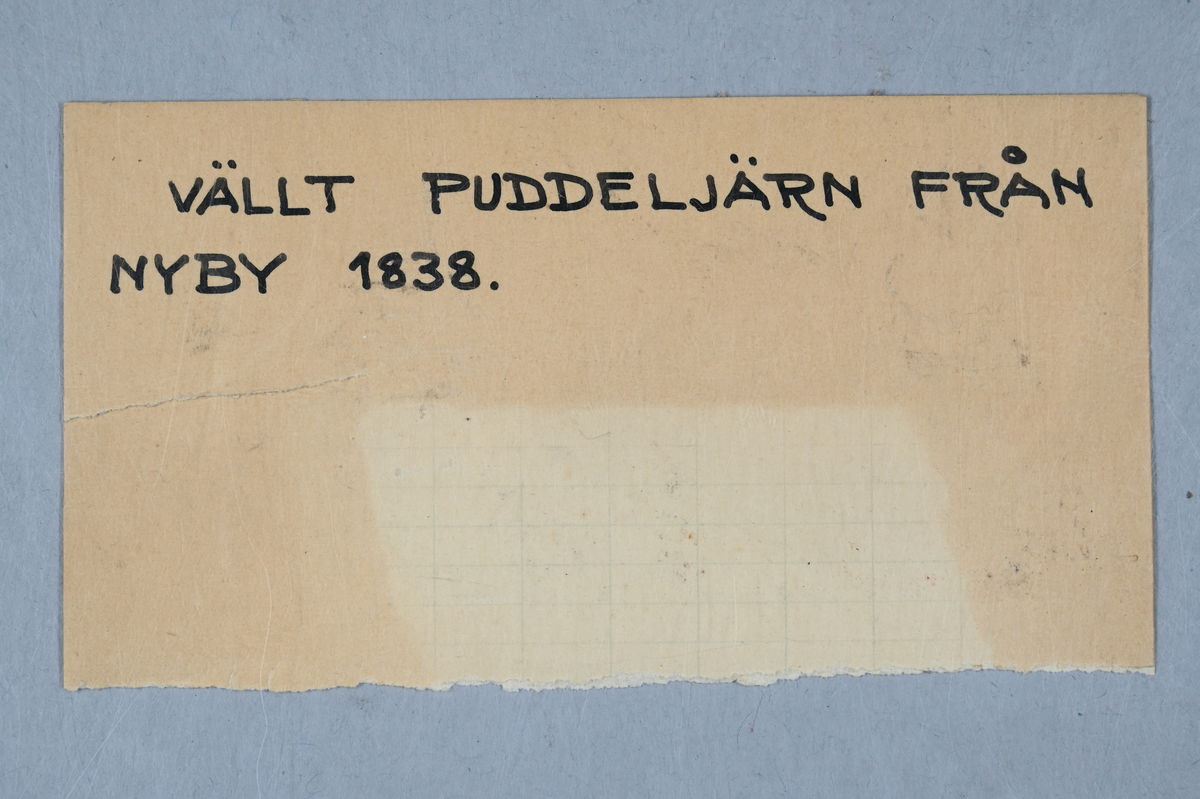 VÄLLT PUDDELJÄRN FRÅN
NYBY 1838.